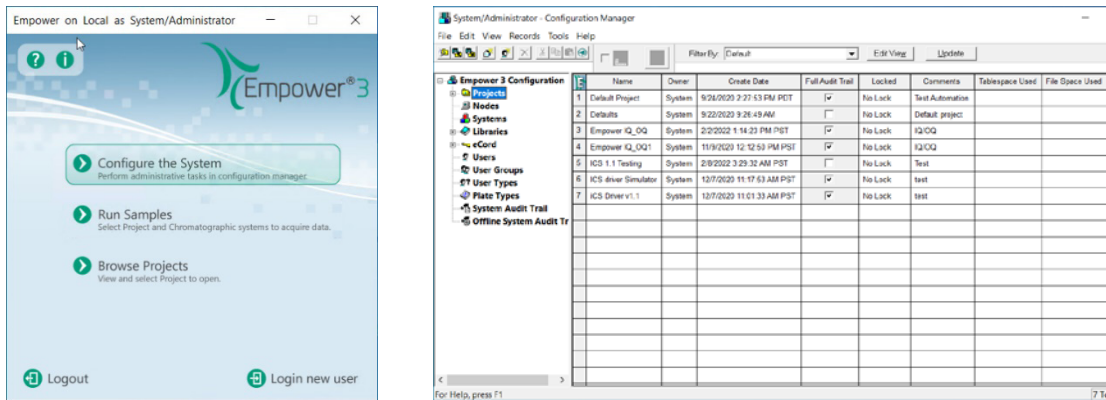 Empower on Local as System/Administrator
Empower®3
Configure the System
Perform administrative tasks in configuration manager.
Run Samples
Select Project and Chromatographic systems to acquire data.
Browse Projects
View and select Project to open.
Logout
Login new user
System/Administrator - Configuration Manager
File Edit View Records Tools Help
Filter By: Default Edit View Update
Empower 3 Configuration
Projects
Nodes
Systems
Libraries
eCord
Users
User Groups
User Types
Plate Types
System Audit Trail
Offline System Audit Tr
Name Owner Create Date Full Audit Trail Locked Comments Tablespace Used File Space Used
1 Default Project System 9/24/2020 2:27:53 PM PDT No Lock Test Automation
2 Defaults System 9/22/2020 9:26:49 AM No Lock Default project
3 Empower IQ_OQ System 2/2/2022 1:14:23 PM PST No Lock IQ/OQ
4 Empower IQ_OQ1 System 11/9/2020 12:12:53 PM PST No Lock IQ/OQ
5 ICS 1.1 Testing System 2/8/2022 3:29:32 AM PST No Lock Test
6 ICS driver Simulator System 12/7/2020 11:17:53 AM PST No Lock test
7 ICS Driver v1.1 System 12/7/2020 11:01:33 AM PST No Lock test
For Help, press F1